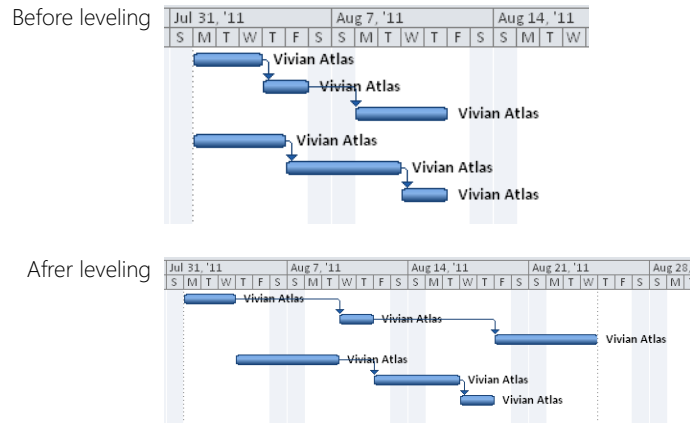 Before leveling
Jul 31, '11 Aug 7, '11 Aug 14, '11
S M T W T F S S M T W T F S S M T W
Vivian Atlas
Vivian Atlas
Vivian Atlas
Vivian Atlas
Vivian Atlas
Vivian Atlas
Afrer leveling
Jul 31, '11 Aug 7, '11 Aug 14, '11 Aug 21, '11 Aug 28,
S M T W T F S S M T W T F S S M T W T F S S M T W T F S S M
Vivian Atlas
Vivian Atlas
Vivian Atlas
Vivian Atlas
Vivian Atlas
Vivian Atlas